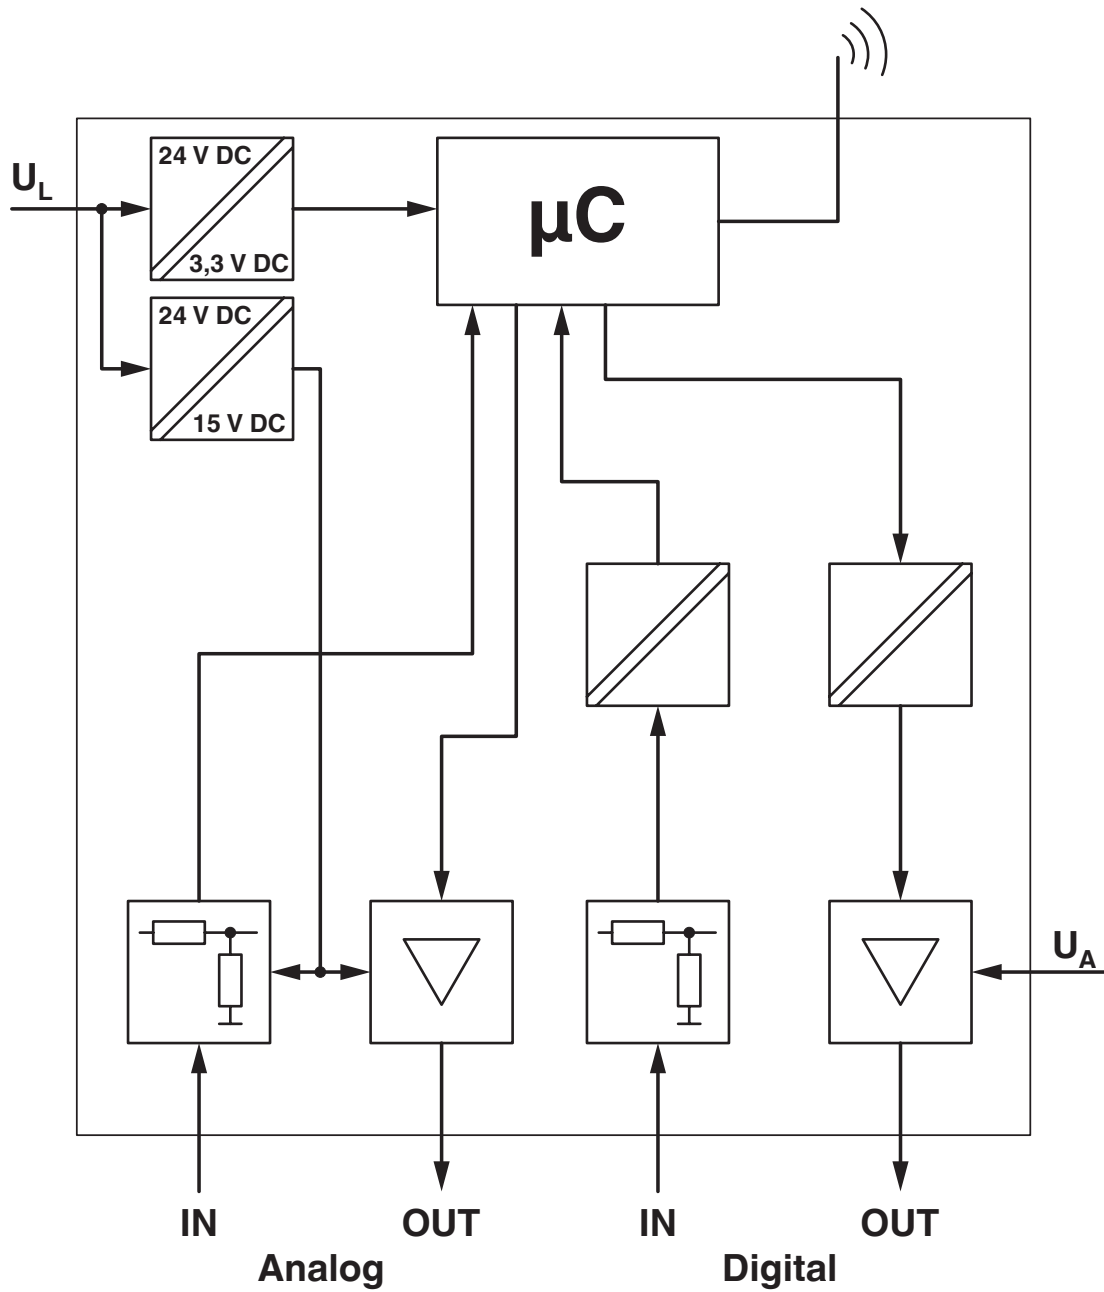 U_L
24 V DC
3,3 V DC
µC
24 V DC
15 V DC
U_A
IN
OUT
IN
OUT
Analog
Digital